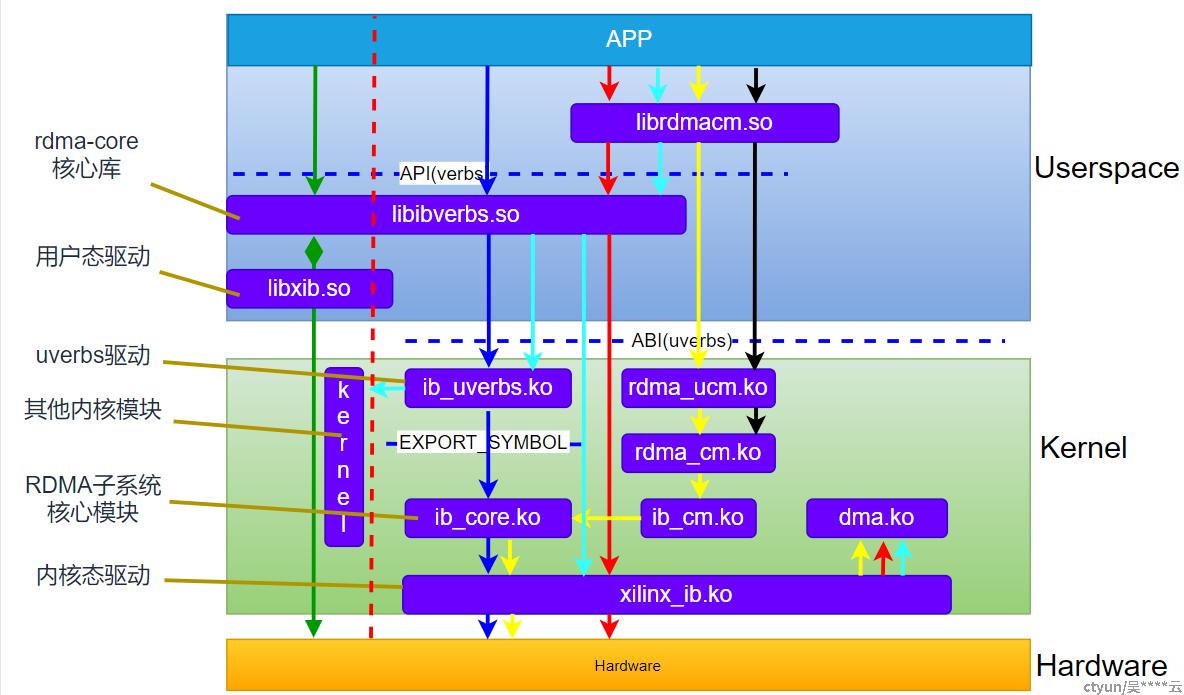 APP
librdmacm.so
rdma-core
核心库
Userspace
API(verbs
libibverbs.so
用户态驱动
libxib.so
ABI(uverbs)
uverbs驱动
ib_uverbs.ko
rdma_ucm.ko
其他内核模块
kernel
EXPORT_SYMBOL
rdma_cm.ko
Kernel
RDMA子系统
核心模块
ib_core.ko
ib_cm.ko
dma.ko
内核态驱动
xilinx_ib.ko
Hardware
Hardware
ctyun/吴****云